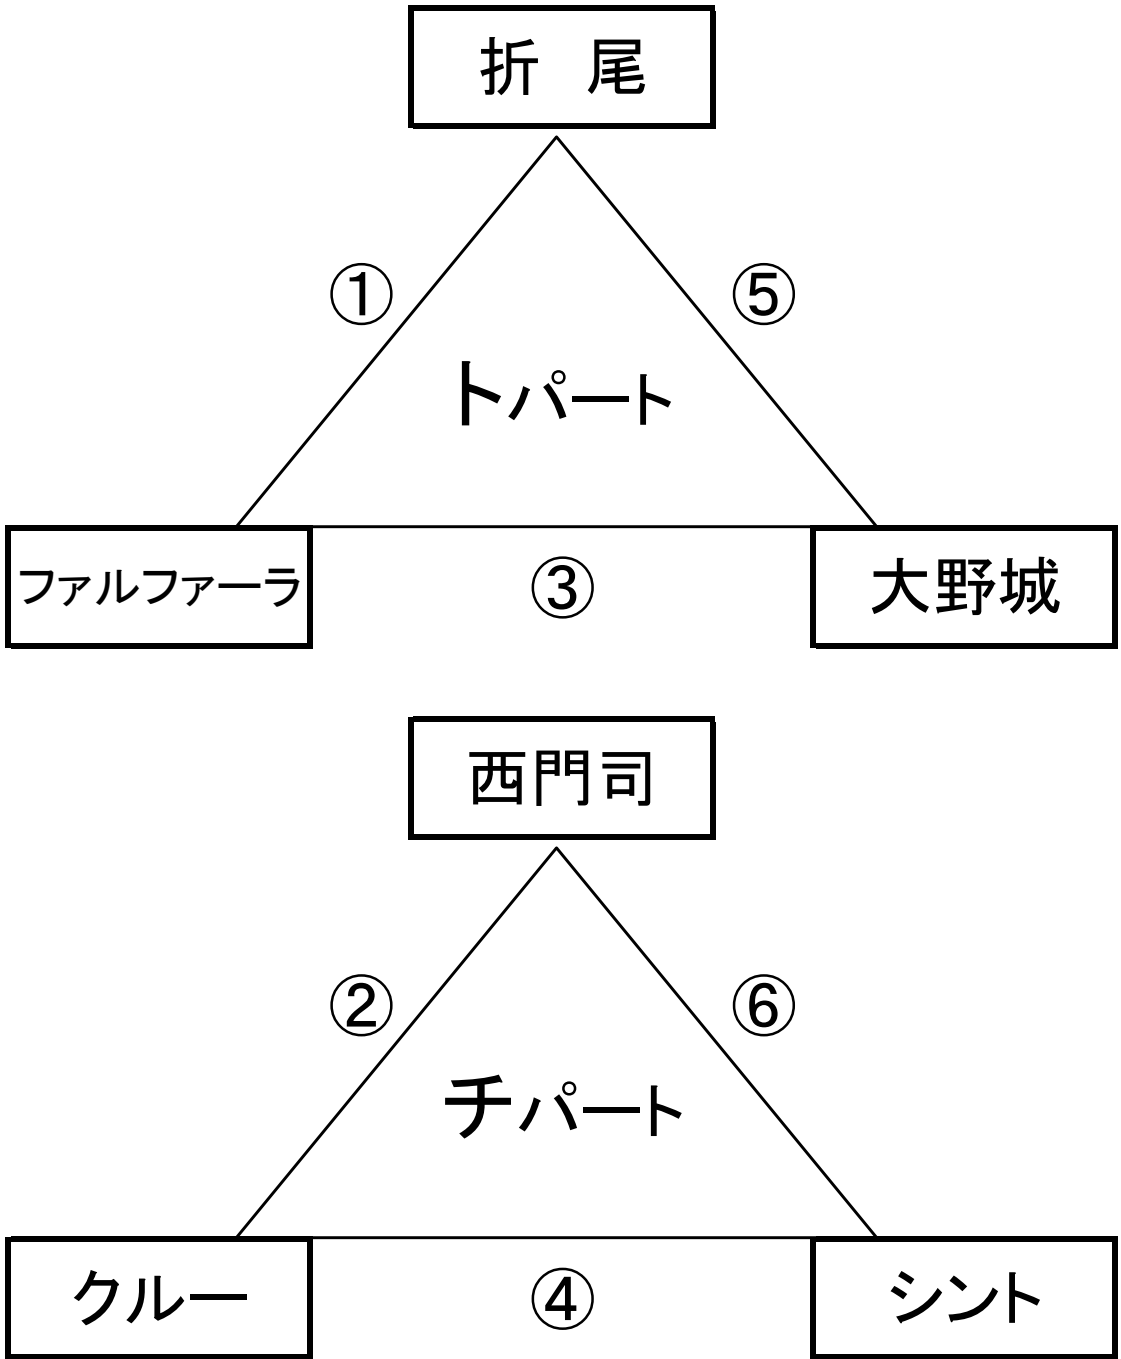 折　尾
①
⑤
トパート
ファルファーラ
③
大野城
西門司
②
⑥
チパート
クルー
④
シント